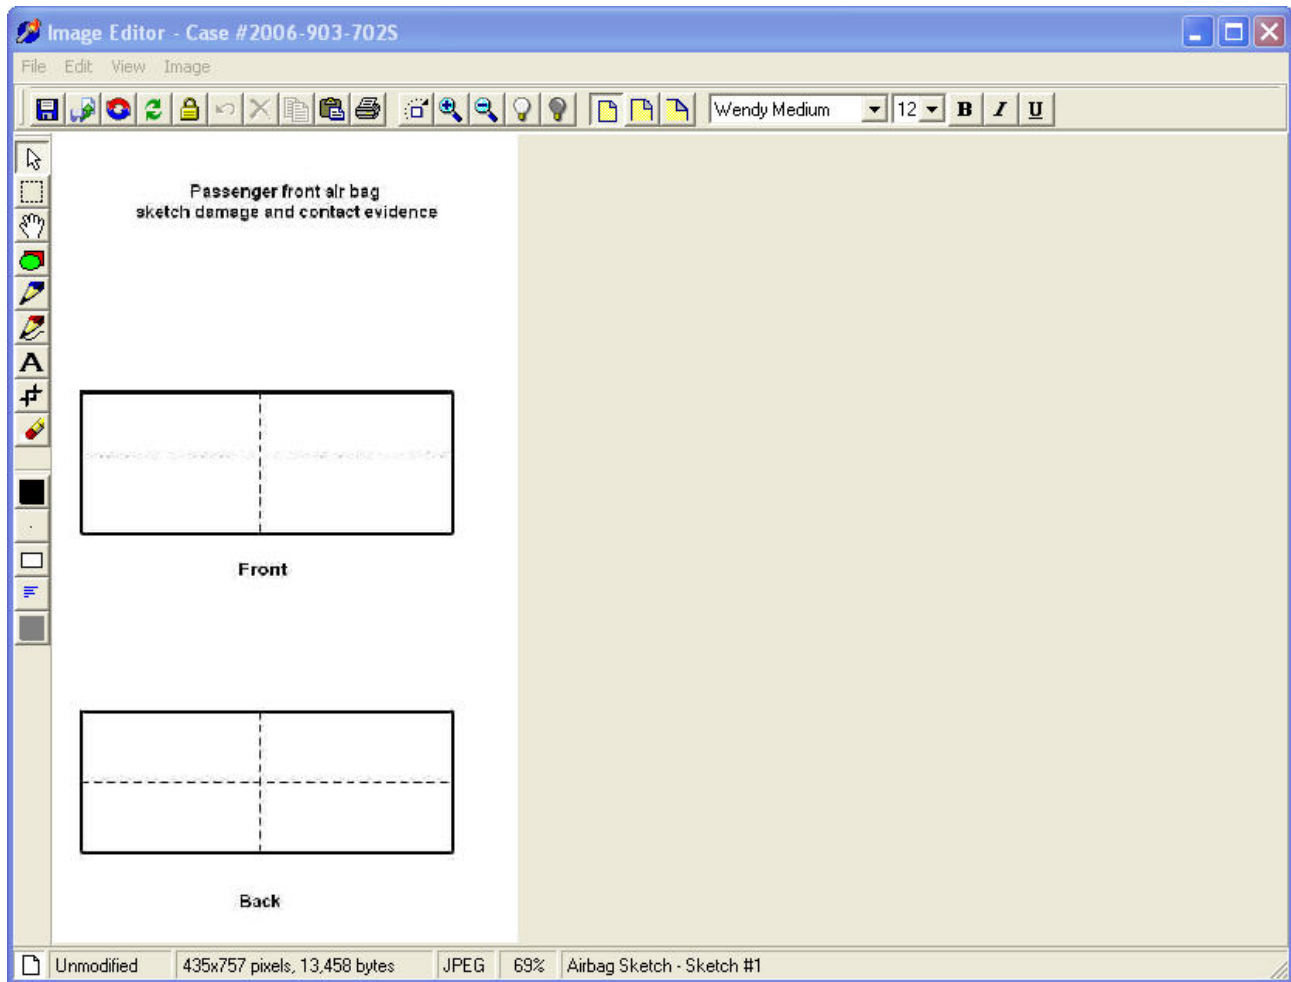 Image Editor - Case #2006-903-702S
File Edit View Image
Wendy Medium 12 B I U
A
Passenger front air bag
sketch damage and contact evidence
Front
Back
Unmodified 435x757 pixels, 13,458 bytes JPEG 69% Airbag Sketch - Sketch #1